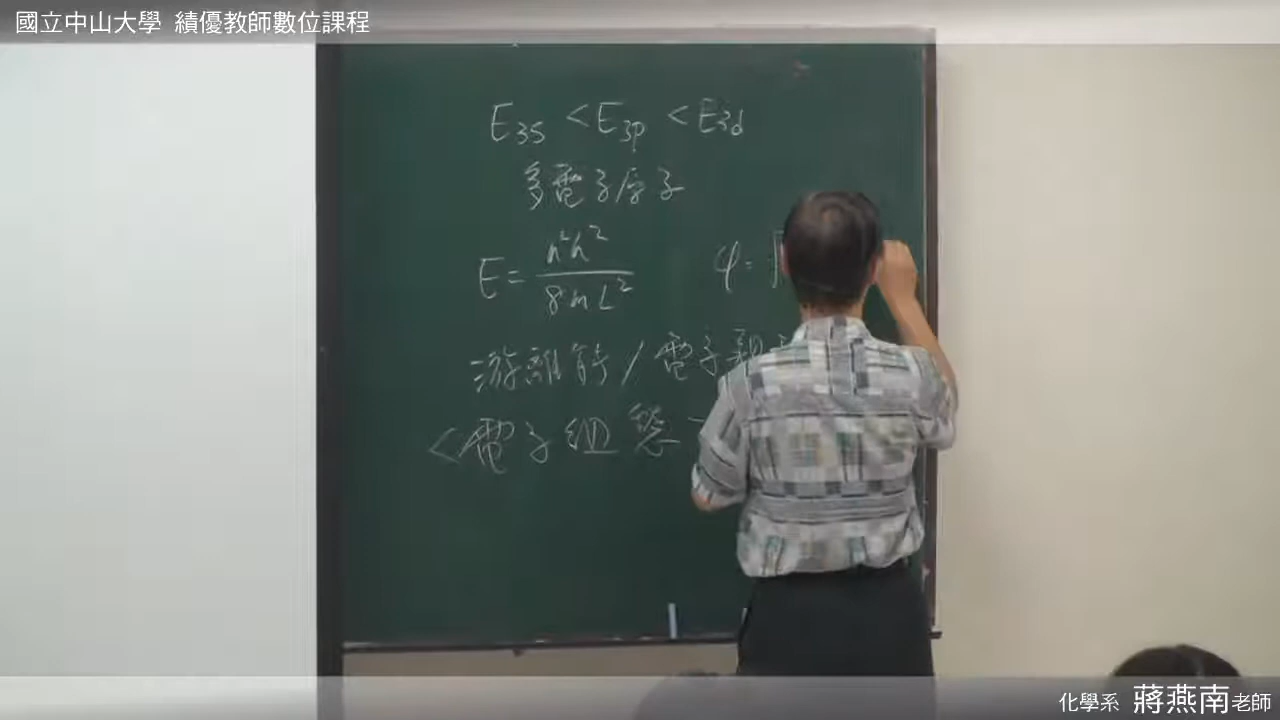 國立中山大學 績優教師數位課程
E3s < E3p < E3d
多電子原子
E = n²h² / 8mL²
φ =
游離能 / 電子親
<電子組態
化學系 蔣燕南老師